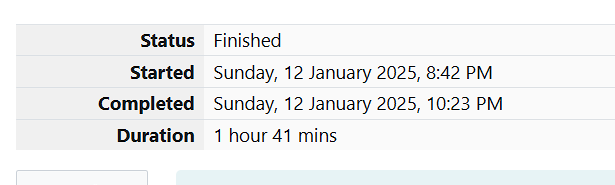 Status Finished
Started Sunday, 12 January 2025, 8:42 PM
Completed Sunday, 12 January 2025, 10:23 PM
Duration 1 hour 41 mins